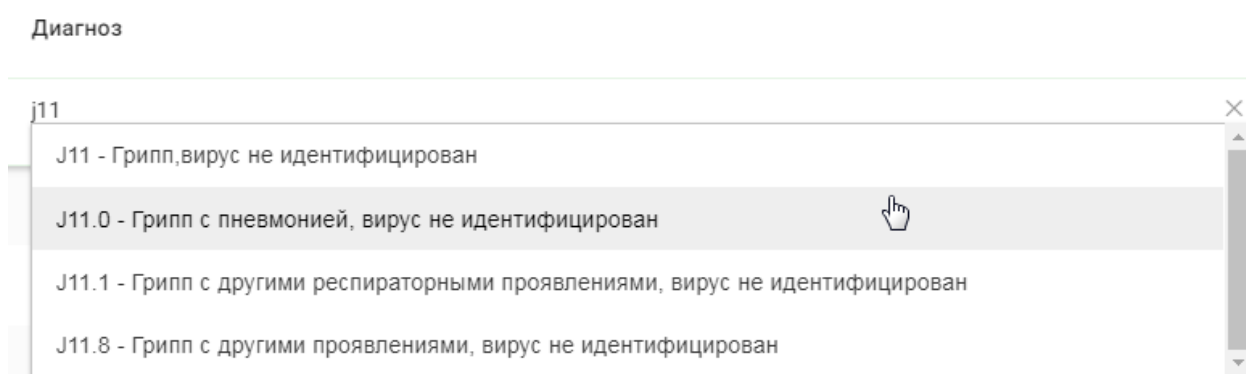 Диагноз
j11
J11 - Грипп,вирус не идентифицирован
J11.0 - Грипп с пневмонией, вирус не идентифицирован
J11.1 - Грипп с другими респираторными проявлениями, вирус не идентифицирован
J11.8 - Грипп с другими проявлениями, вирус не идентифицирован